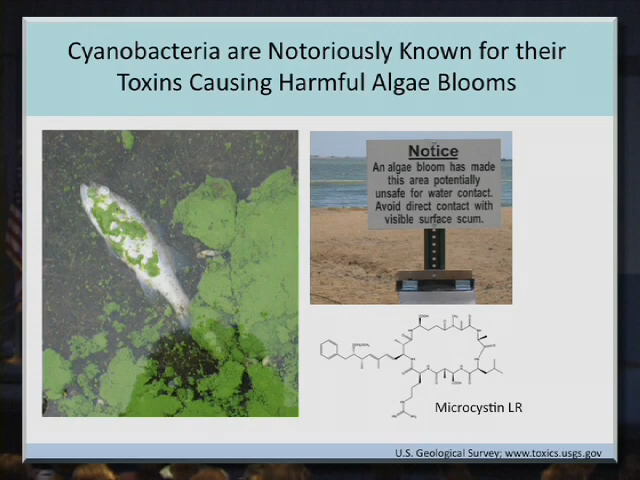 Cyanobacteria are Notoriously Known for their
Toxins Causing Harmful Algae Blooms
Notice
An algae bloom has made
this area potentially
unsafe for water contact.
Avoid direct contact with
visible surface scum.
Microcystin LR
U.S. Geological Survey; www.toxics.usgs.gov